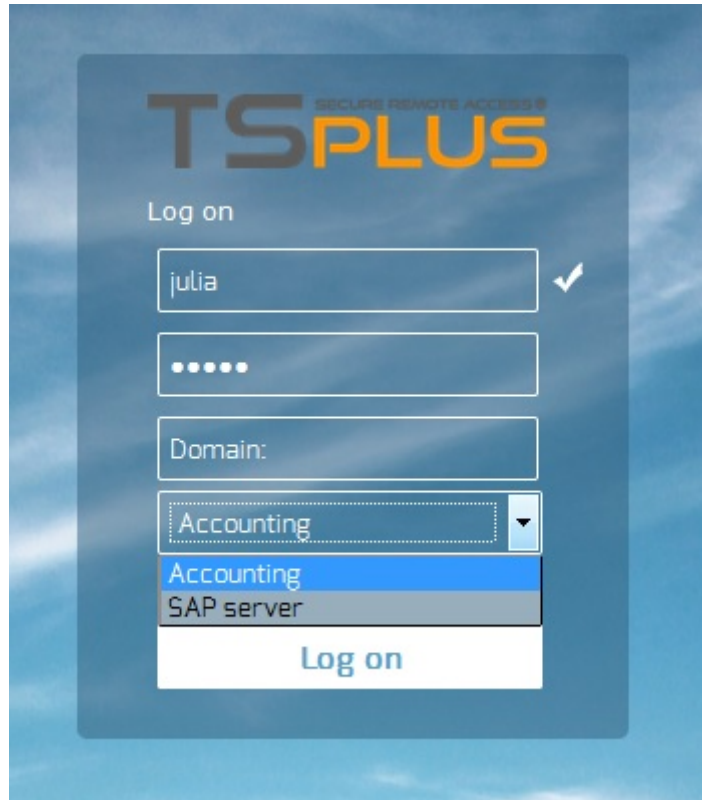 TSPLUS
SECURE REMOTE ACCESS®
Log on
julia
•••••
Domain:
Accounting
Accounting
SAP server
Log on